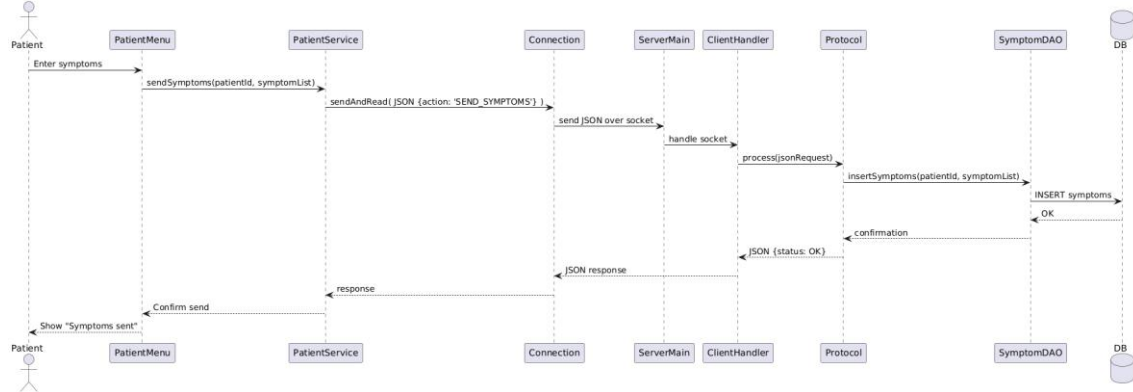 Patient
PatientMenu
PatientService
Connection
ServerMain
ClientHandler
Protocol
SymptomDAO
DB
Enter symptoms
sendSymptoms(patientId, symptomList)
sendAndRead( JSON {action: 'SEND_SYMPTOMS'} )
send JSON over socket
handle socket
process(jsonRequest)
insertSymptoms(patientId, symptomList)
INSERT symptoms
OK
confirmation
JSON {status: OK}
JSON response
response
Confirm send
Show "Symptoms sent"
Patient
PatientMenu
PatientService
Connection
ServerMain
ClientHandler
Protocol
SymptomDAO
DB